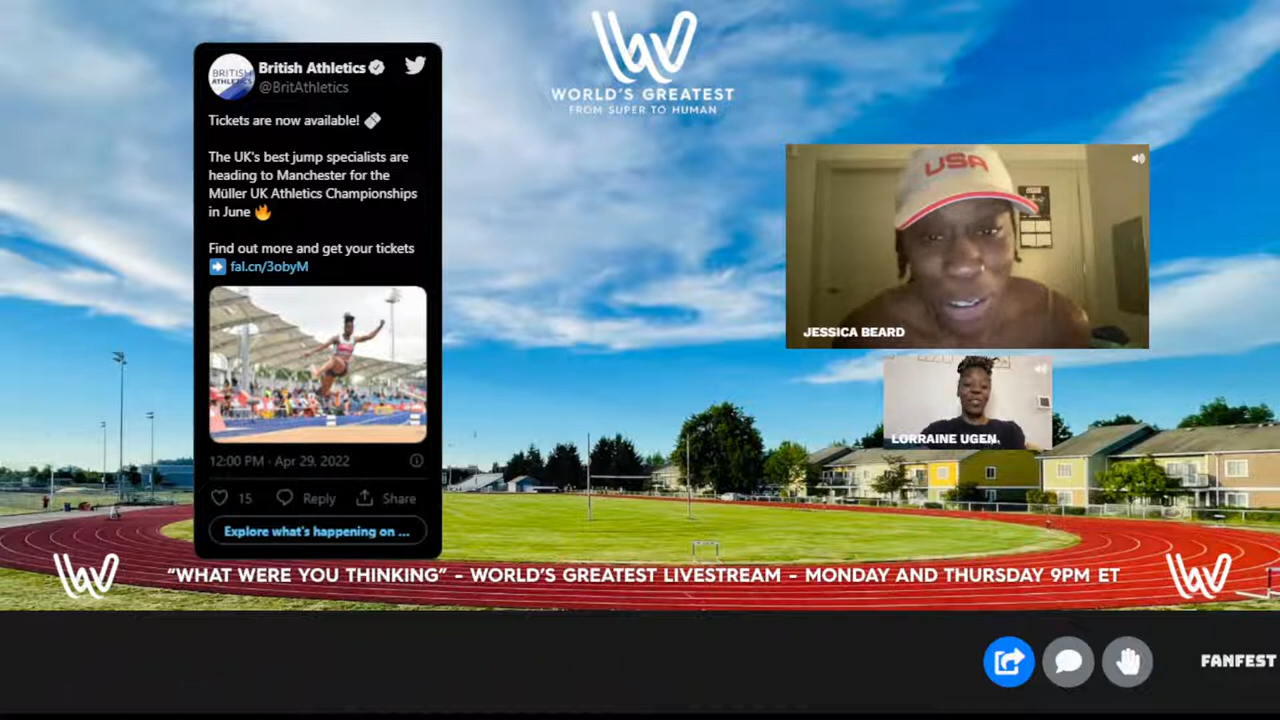 WORLD'S GREATEST
FROM SUPER TO HUMAN
BRITISH
ATHLETICS
British Athletics
@BritAthletics
Tickets are now available!
The UK's best jump specialists are
heading to Manchester for the
Müller UK Athletics Championships
in June
Find out more and get your tickets
fal.cn/3obyM
12:00 PM · Apr 29, 2022
15
Reply
Share
Explore what's happening on ...
USA
JESSICA BEARD
LORRAINE UGEN
"WHAT WERE YOU THINKING" – WORLD'S GREATEST LIVESTREAM – MONDAY AND THURSDAY 9PM ET
FANFEST